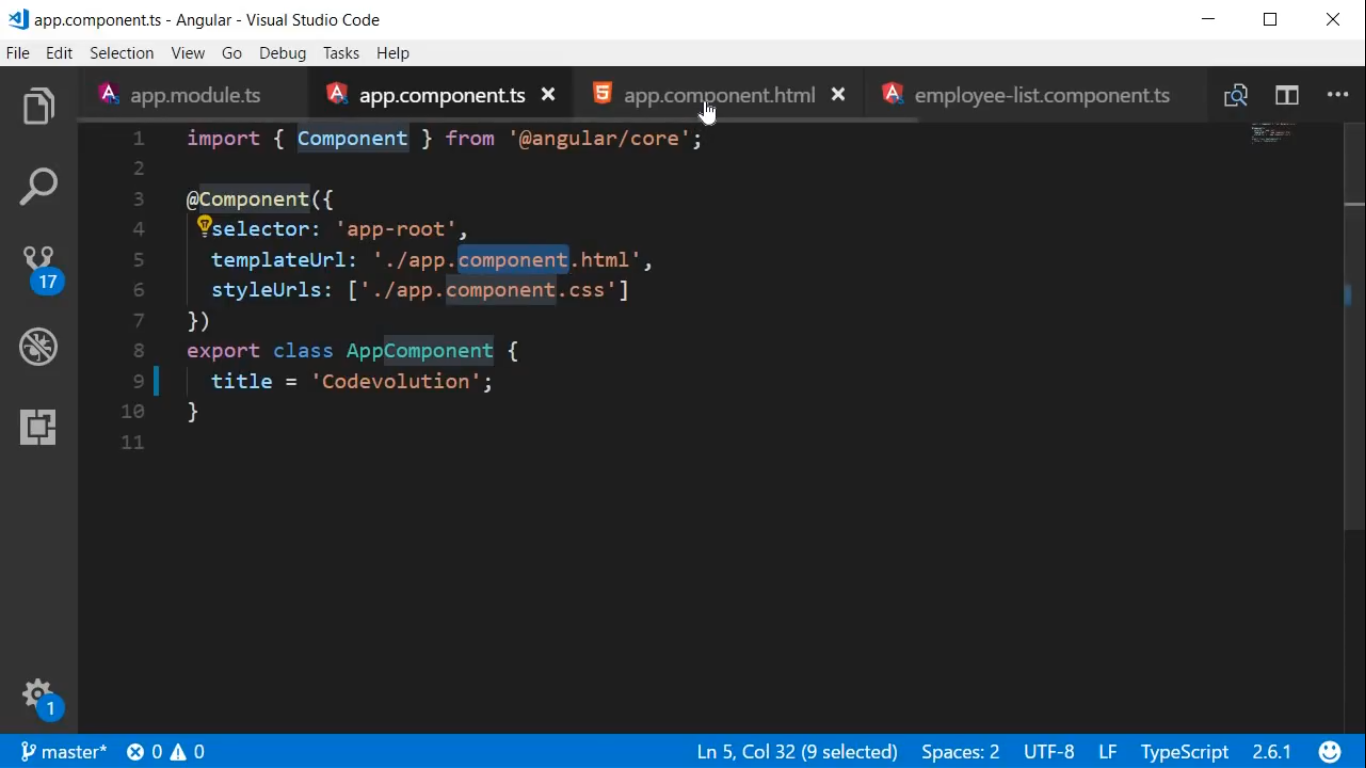 app.component.ts - Angular - Visual Studio Code
File Edit Selection View Go Debug Tasks Help
app.module.ts app.component.ts app.component.html employee-list.component.ts
1 import { Component } from '@angular/core';
2
3 @Component({
4 selector: 'app-root',
5 templateUrl: './app.component.html',
6 styleUrls: ['./app.component.css']
7 })
8 export class AppComponent {
9 title = 'Codevolution';
10 }
11
17
1
master* 0 0 Ln 5, Col 32 (9 selected) Spaces: 2 UTF-8 LF TypeScript 2.6.1